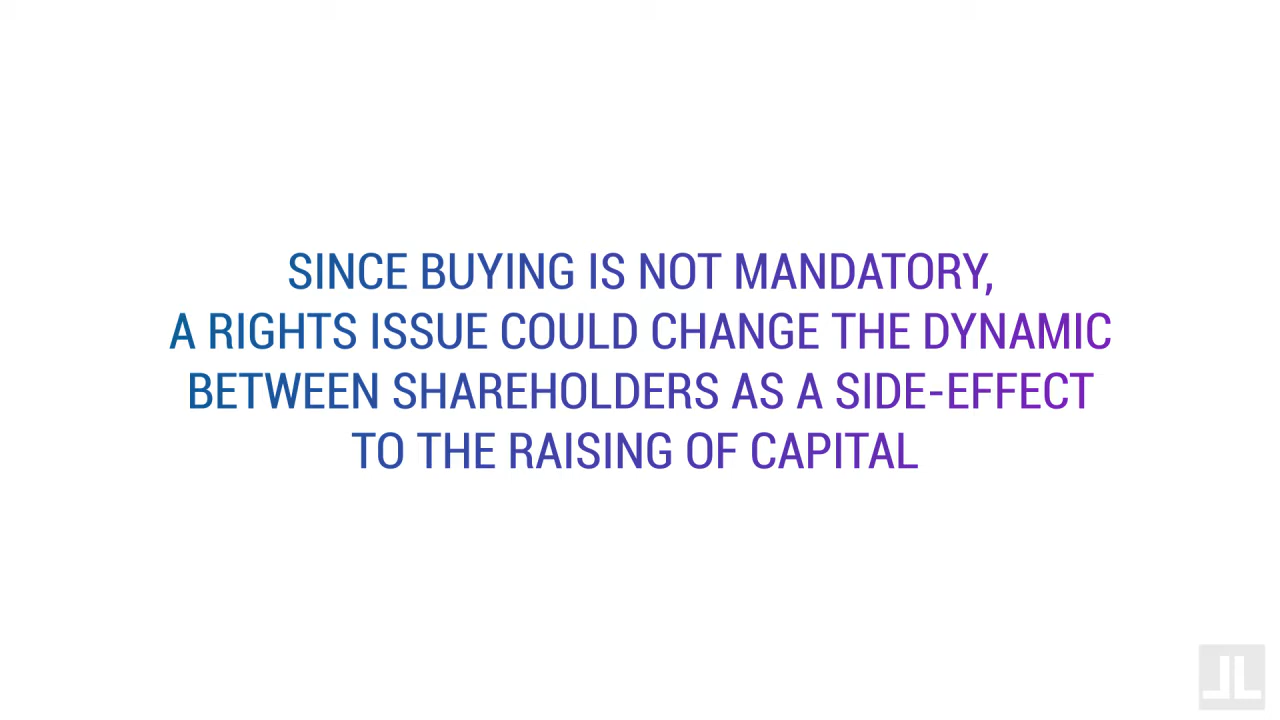 SINCE BUYING IS NOT MANDATORY,
A RIGHTS ISSUE COULD CHANGE THE DYNAMIC
BETWEEN SHAREHOLDERS AS A SIDE-EFFECT
TO THE RAISING OF CAPITAL